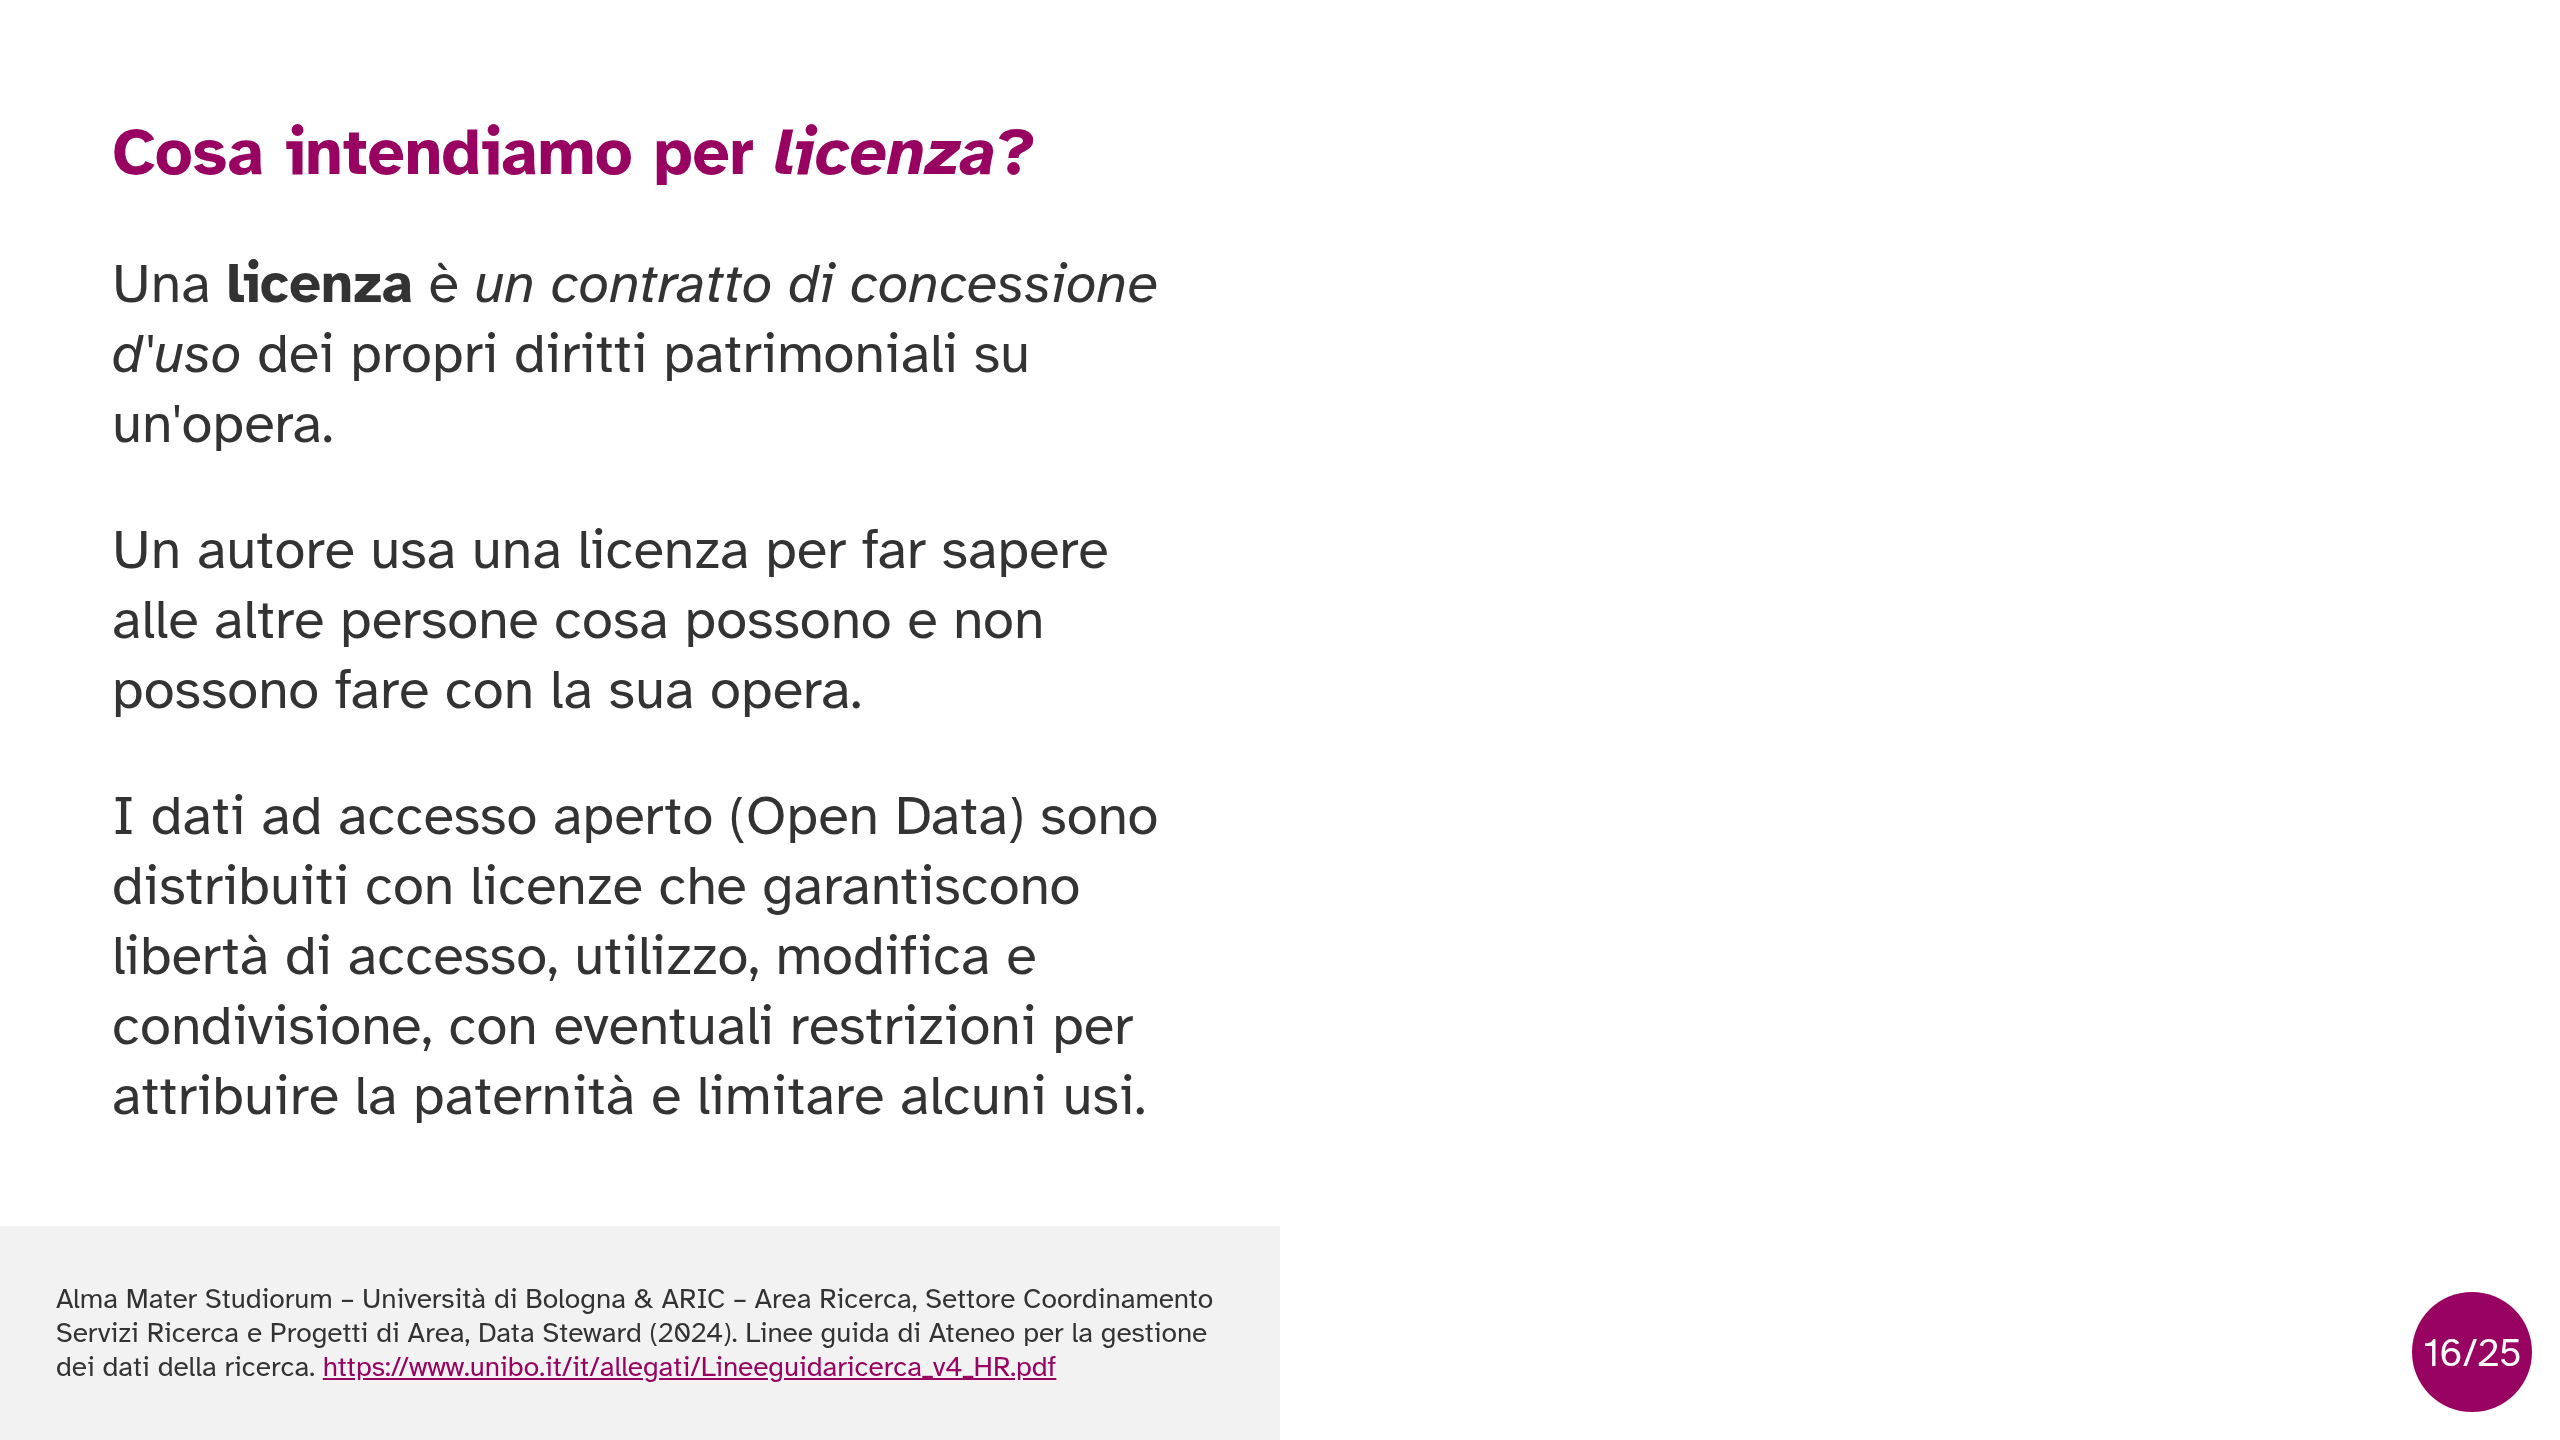 Cosa intendiamo per licenza?
Una licenza è un contratto di concessione
d'uso dei propri diritti patrimoniali su
un'opera.
Un autore usa una licenza per far sapere
alle altre persone cosa possono e non
possono fare con la sua opera.
I dati ad accesso aperto (Open Data) sono
distribuiti con licenze che garantiscono
libertà di accesso, utilizzo, modifica e
condivisione, con eventuali restrizioni per
attribuire la paternità e limitare alcuni usi.
Alma Mater Studiorum – Università di Bologna & ARIC – Area Ricerca, Settore Coordinamento
Servizi Ricerca e Progetti di Area, Data Steward (2024). Linee guida di Ateneo per la gestione
dei dati della ricerca. https://www.unibo.it/it/allegati/Lineeguidaricerca_v4_HR.pdf
16/25